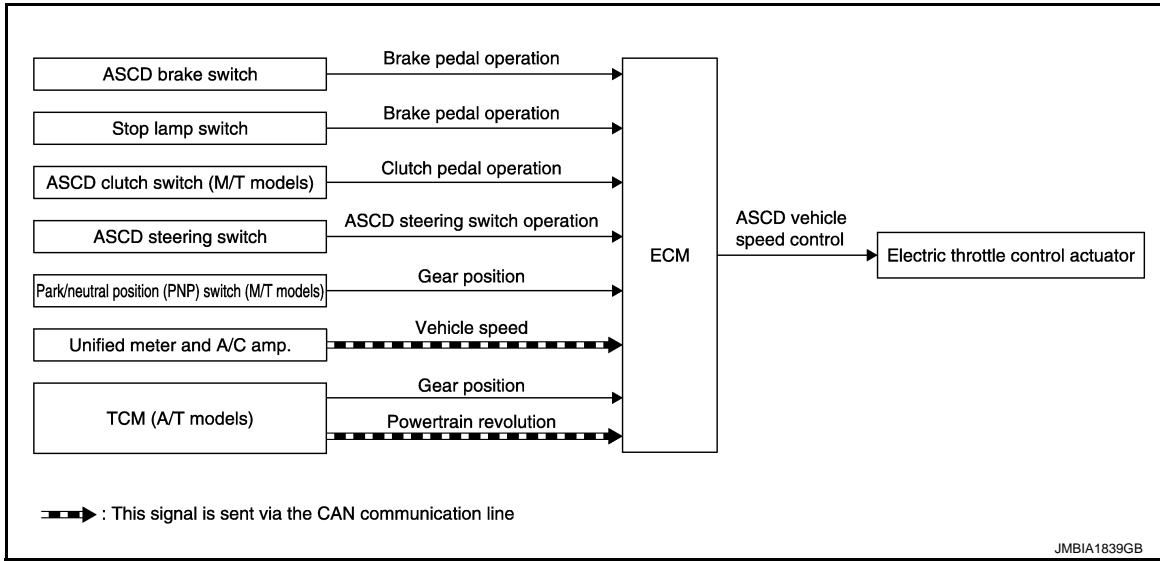 ASCD brake switch
Brake pedal operation
Stop lamp switch
Brake pedal operation
ASCD clutch switch (M/T models)
Clutch pedal operation
ASCD steering switch
ASCD steering switch operation
Park/neutral position (PNP) switch (M/T models)
Gear position
Unified meter and A/C amp.
Vehicle speed
TCM (A/T models)
Gear position
Powertrain revolution
ECM
ASCD vehicle
speed control
Electric throttle control actuator
: This signal is sent via the CAN communication line
JMBIA1839GB